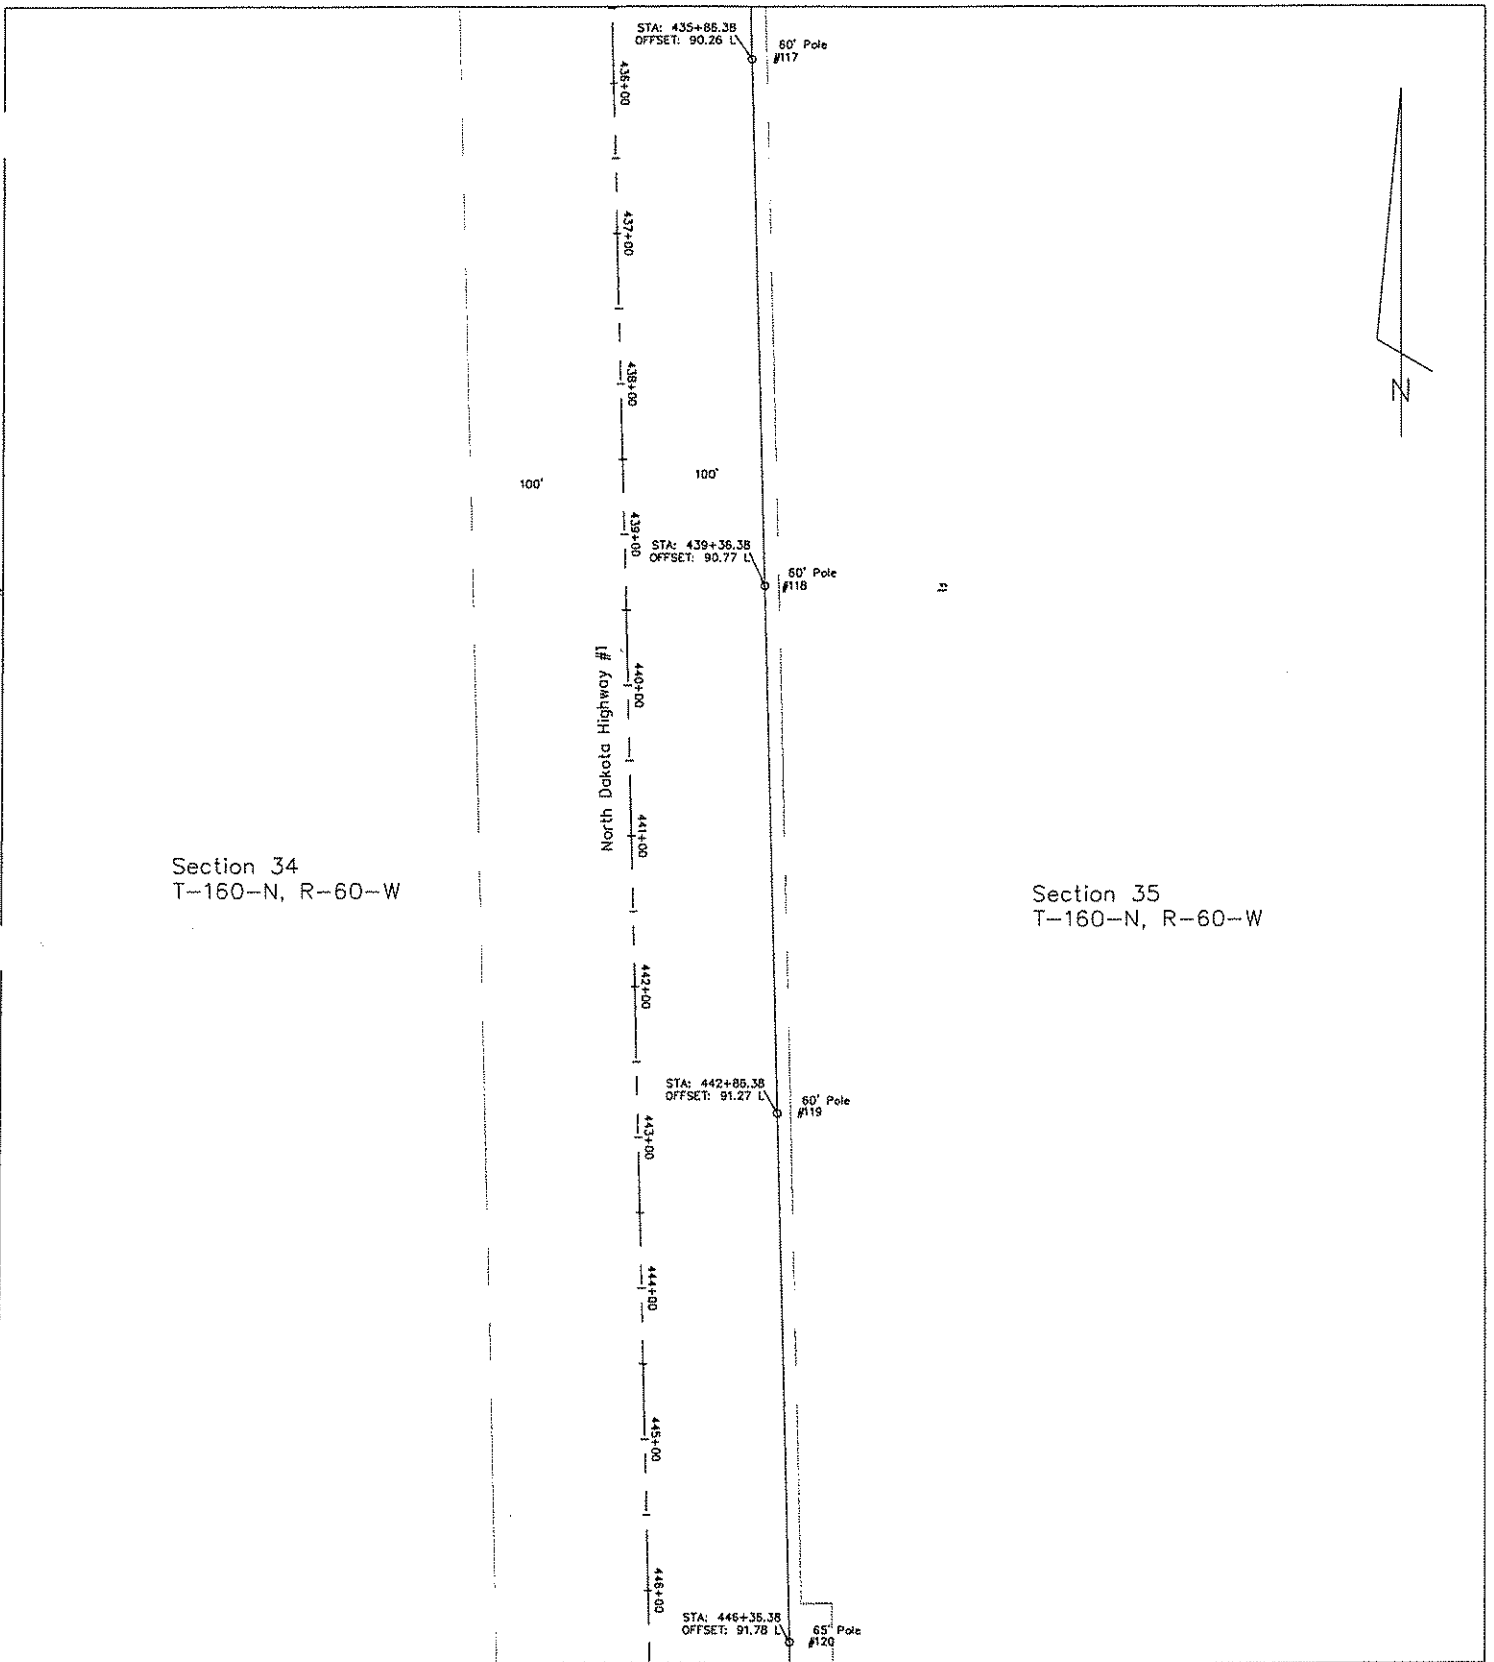 STA: 435+86.38
OFFSET: 90.26 L
60' Pole
#117
436+00
437+00
438+00
100'
100'
439+00
STA: 439+36.38
OFFSET: 90.77 L
60' Pole
#118
N
North Dakota Highway #1
440+00
441+00
Section 34
T-160-N, R-60-W
Section 35
T-160-N, R-60-W
442+00
STA: 442+86.38
OFFSET: 91.27 L
60' Pole
#119
443+00
444+00
445+00
446+00
STA: 446+36.38
OFFSET: 91.78 L
65' Pole
#120